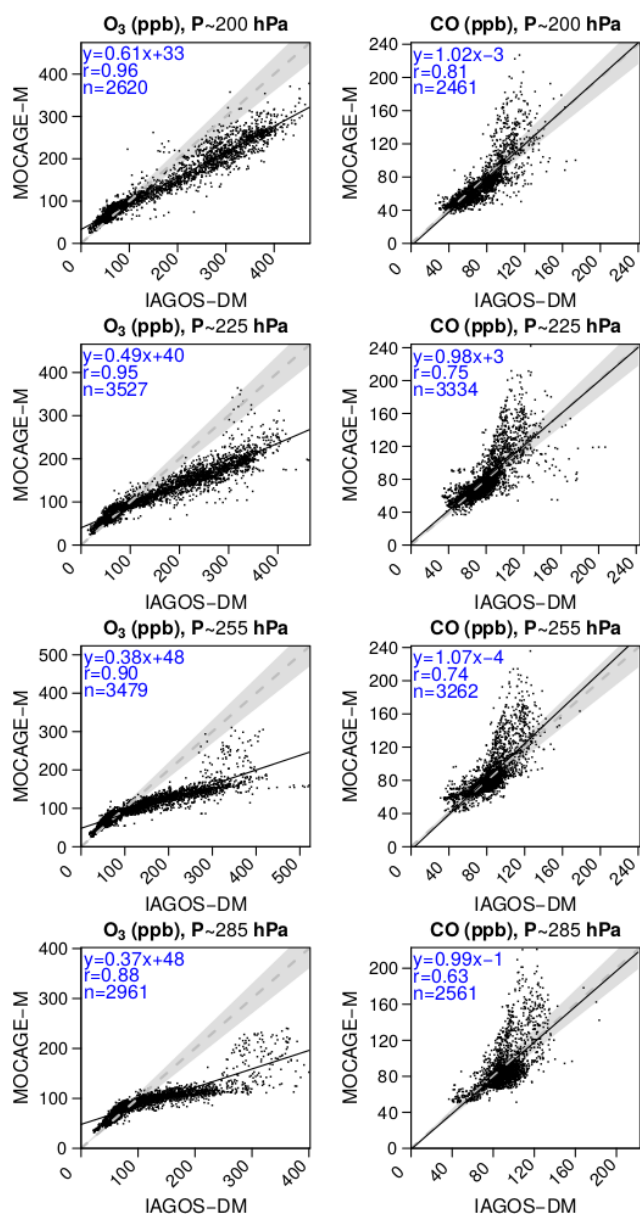 O₃ (ppb), P~200 hPa
y=0.61x+33
r=0.96
n=2620
MOCAGE−M
400
300
200
100
0
0 100 200 300 400
IAGOS−DM
CO (ppb), P~200 hPa
y=1.02x−3
r=0.81
n=2461
MOCAGE−M
240
200
160
120
80
40
0
0 40 80 120 160 200 240
IAGOS−DM
O₃ (ppb), P~225 hPa
y=0.49x+40
r=0.95
n=3527
MOCAGE−M
400
300
200
100
0
0 100 200 300 400
IAGOS−DM
CO (ppb), P~225 hPa
y=0.98x+3
r=0.75
n=3334
MOCAGE−M
240
200
160
120
80
40
0
0 40 80 120 160 200 240
IAGOS−DM
O₃ (ppb), P~255 hPa
y=0.38x+48
r=0.90
n=3479
MOCAGE−M
500
400
300
200
100
0
0 100 200 300 400 500
IAGOS−DM
CO (ppb), P~255 hPa
y=1.07x−4
r=0.74
n=3262
MOCAGE−M
240
200
160
120
80
40
0
0 40 80 120 160 200 240
IAGOS−DM
O₃ (ppb), P~285 hPa
y=0.37x+48
r=0.88
n=2961
MOCAGE−M
400
300
200
100
0
0 100 200 300 400
IAGOS−DM
CO (ppb), P~285 hPa
y=0.99x−1
r=0.63
n=2561
MOCAGE−M
200
160
120
80
40
0
0 40 80 120 160 200
IAGOS−DM